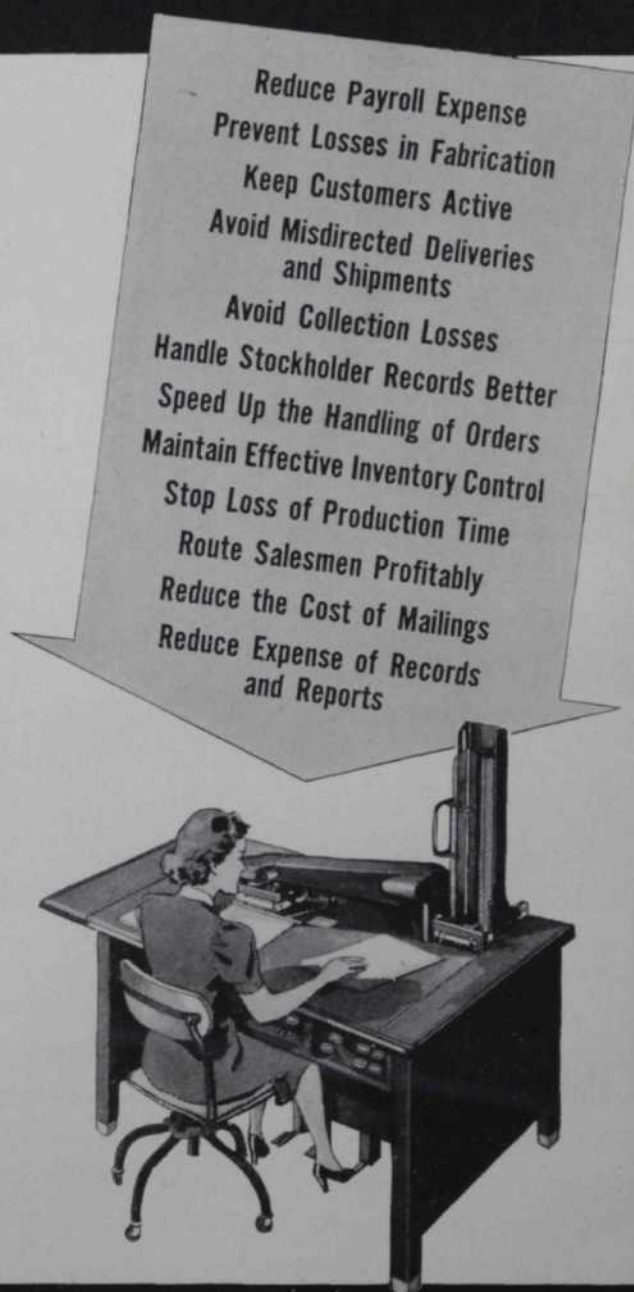 Reduce Payroll Expense
Prevent Losses in Fabrication
Keep Customers Active
Avoid Misdirected Deliveries
and Shipments
Avoid Collection Losses
Handle Stockholder Records Better
Speed Up the Handling of Orders
Maintain Effective Inventory Control
Stop Loss of Production Time
Route Salesmen Profitably
Reduce the Cost of Mailings
Reduce Expense of Records
and Reports